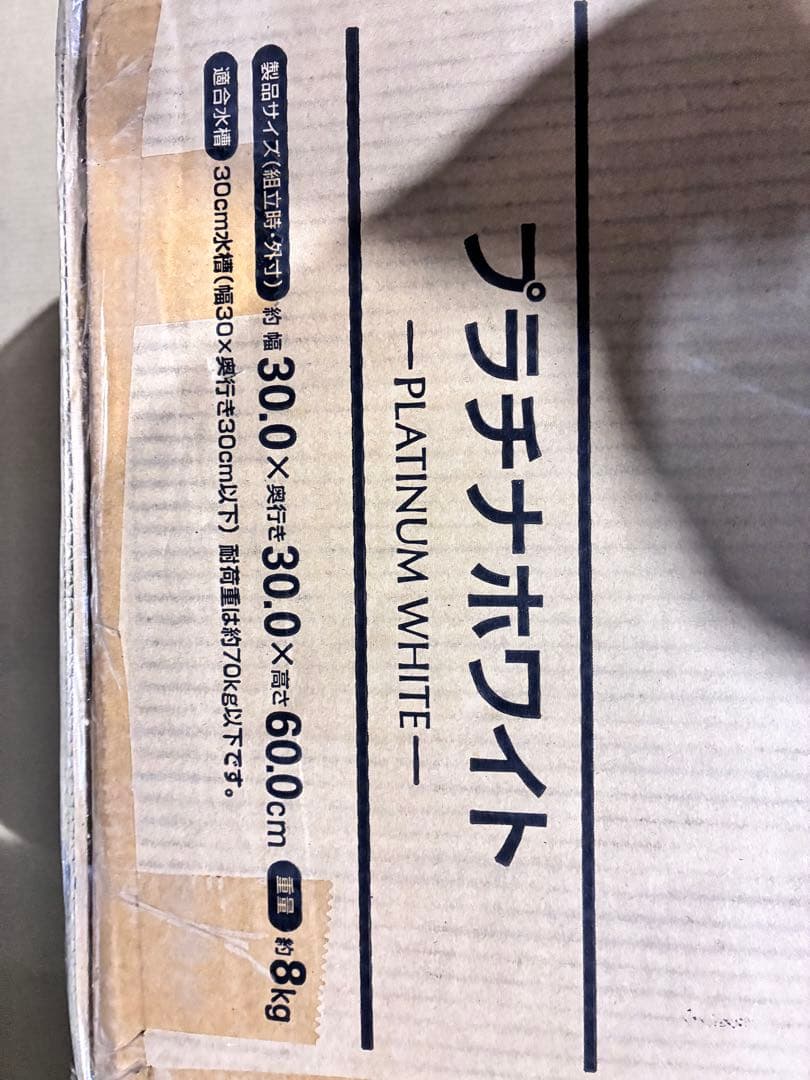 プラチナホワイト
—PLATINUM WHITE—
製品サイズ(組立時・外寸) 約 幅30.0×奥行き30.0×高さ60.0cm 重量 約8kg
適合水槽 30cm水槽(幅30×奥行き30cm以下) 耐荷重は約70kg以下です。